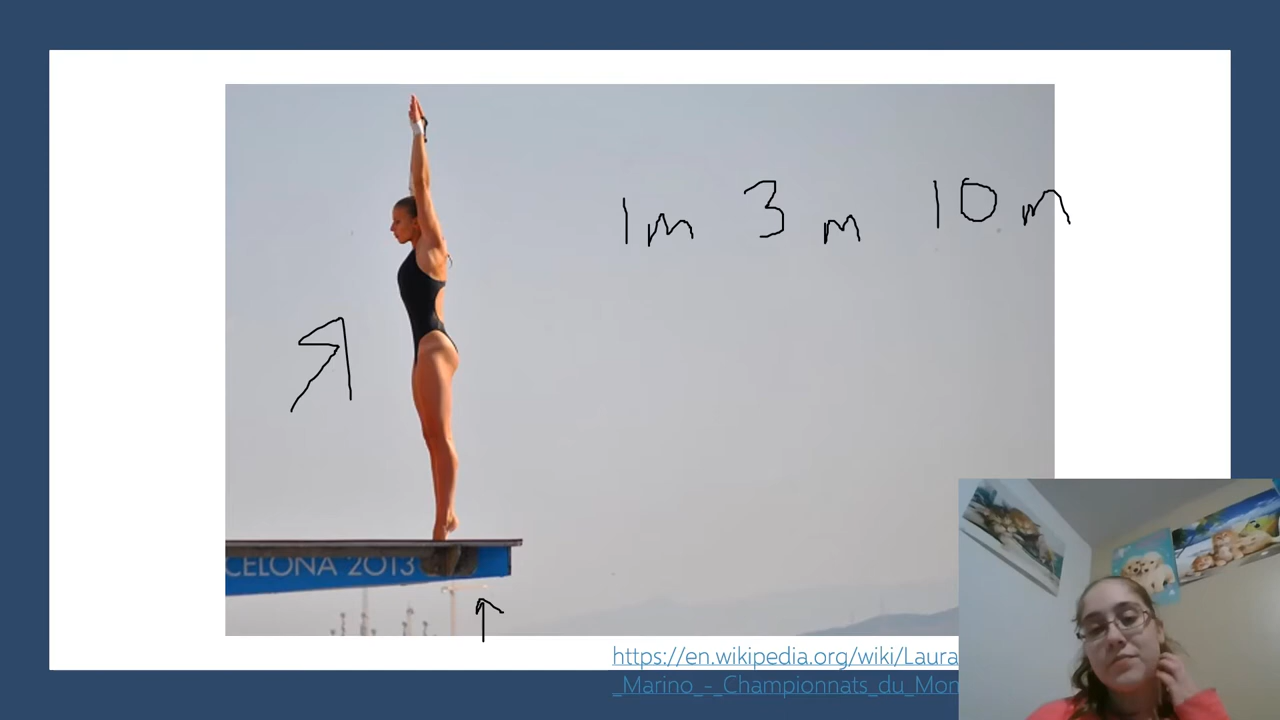 1m 3 m 10 m
CELONA 2013
https://en.wikipedia.org/wiki/Laura
_Marino_-_Championnats_du_Mon